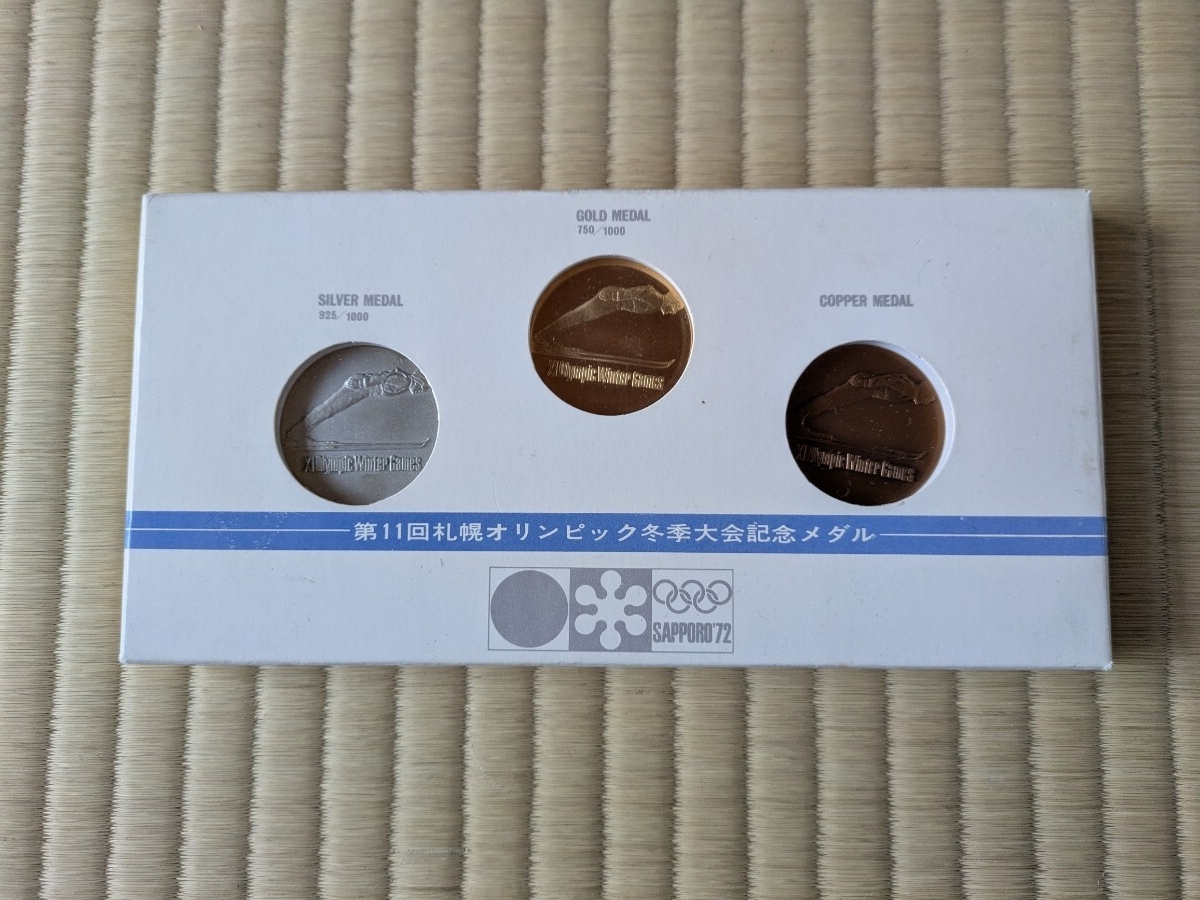 GOLD MEDAL
750/1000
SILVER MEDAL
925/1000
COPPER MEDAL
XI Olympic Winter Games
XI Olympic Winter Games
XI Olympic Winter Games
第11回札幌オリンピック冬季大会記念メダル
SAPPORO'72